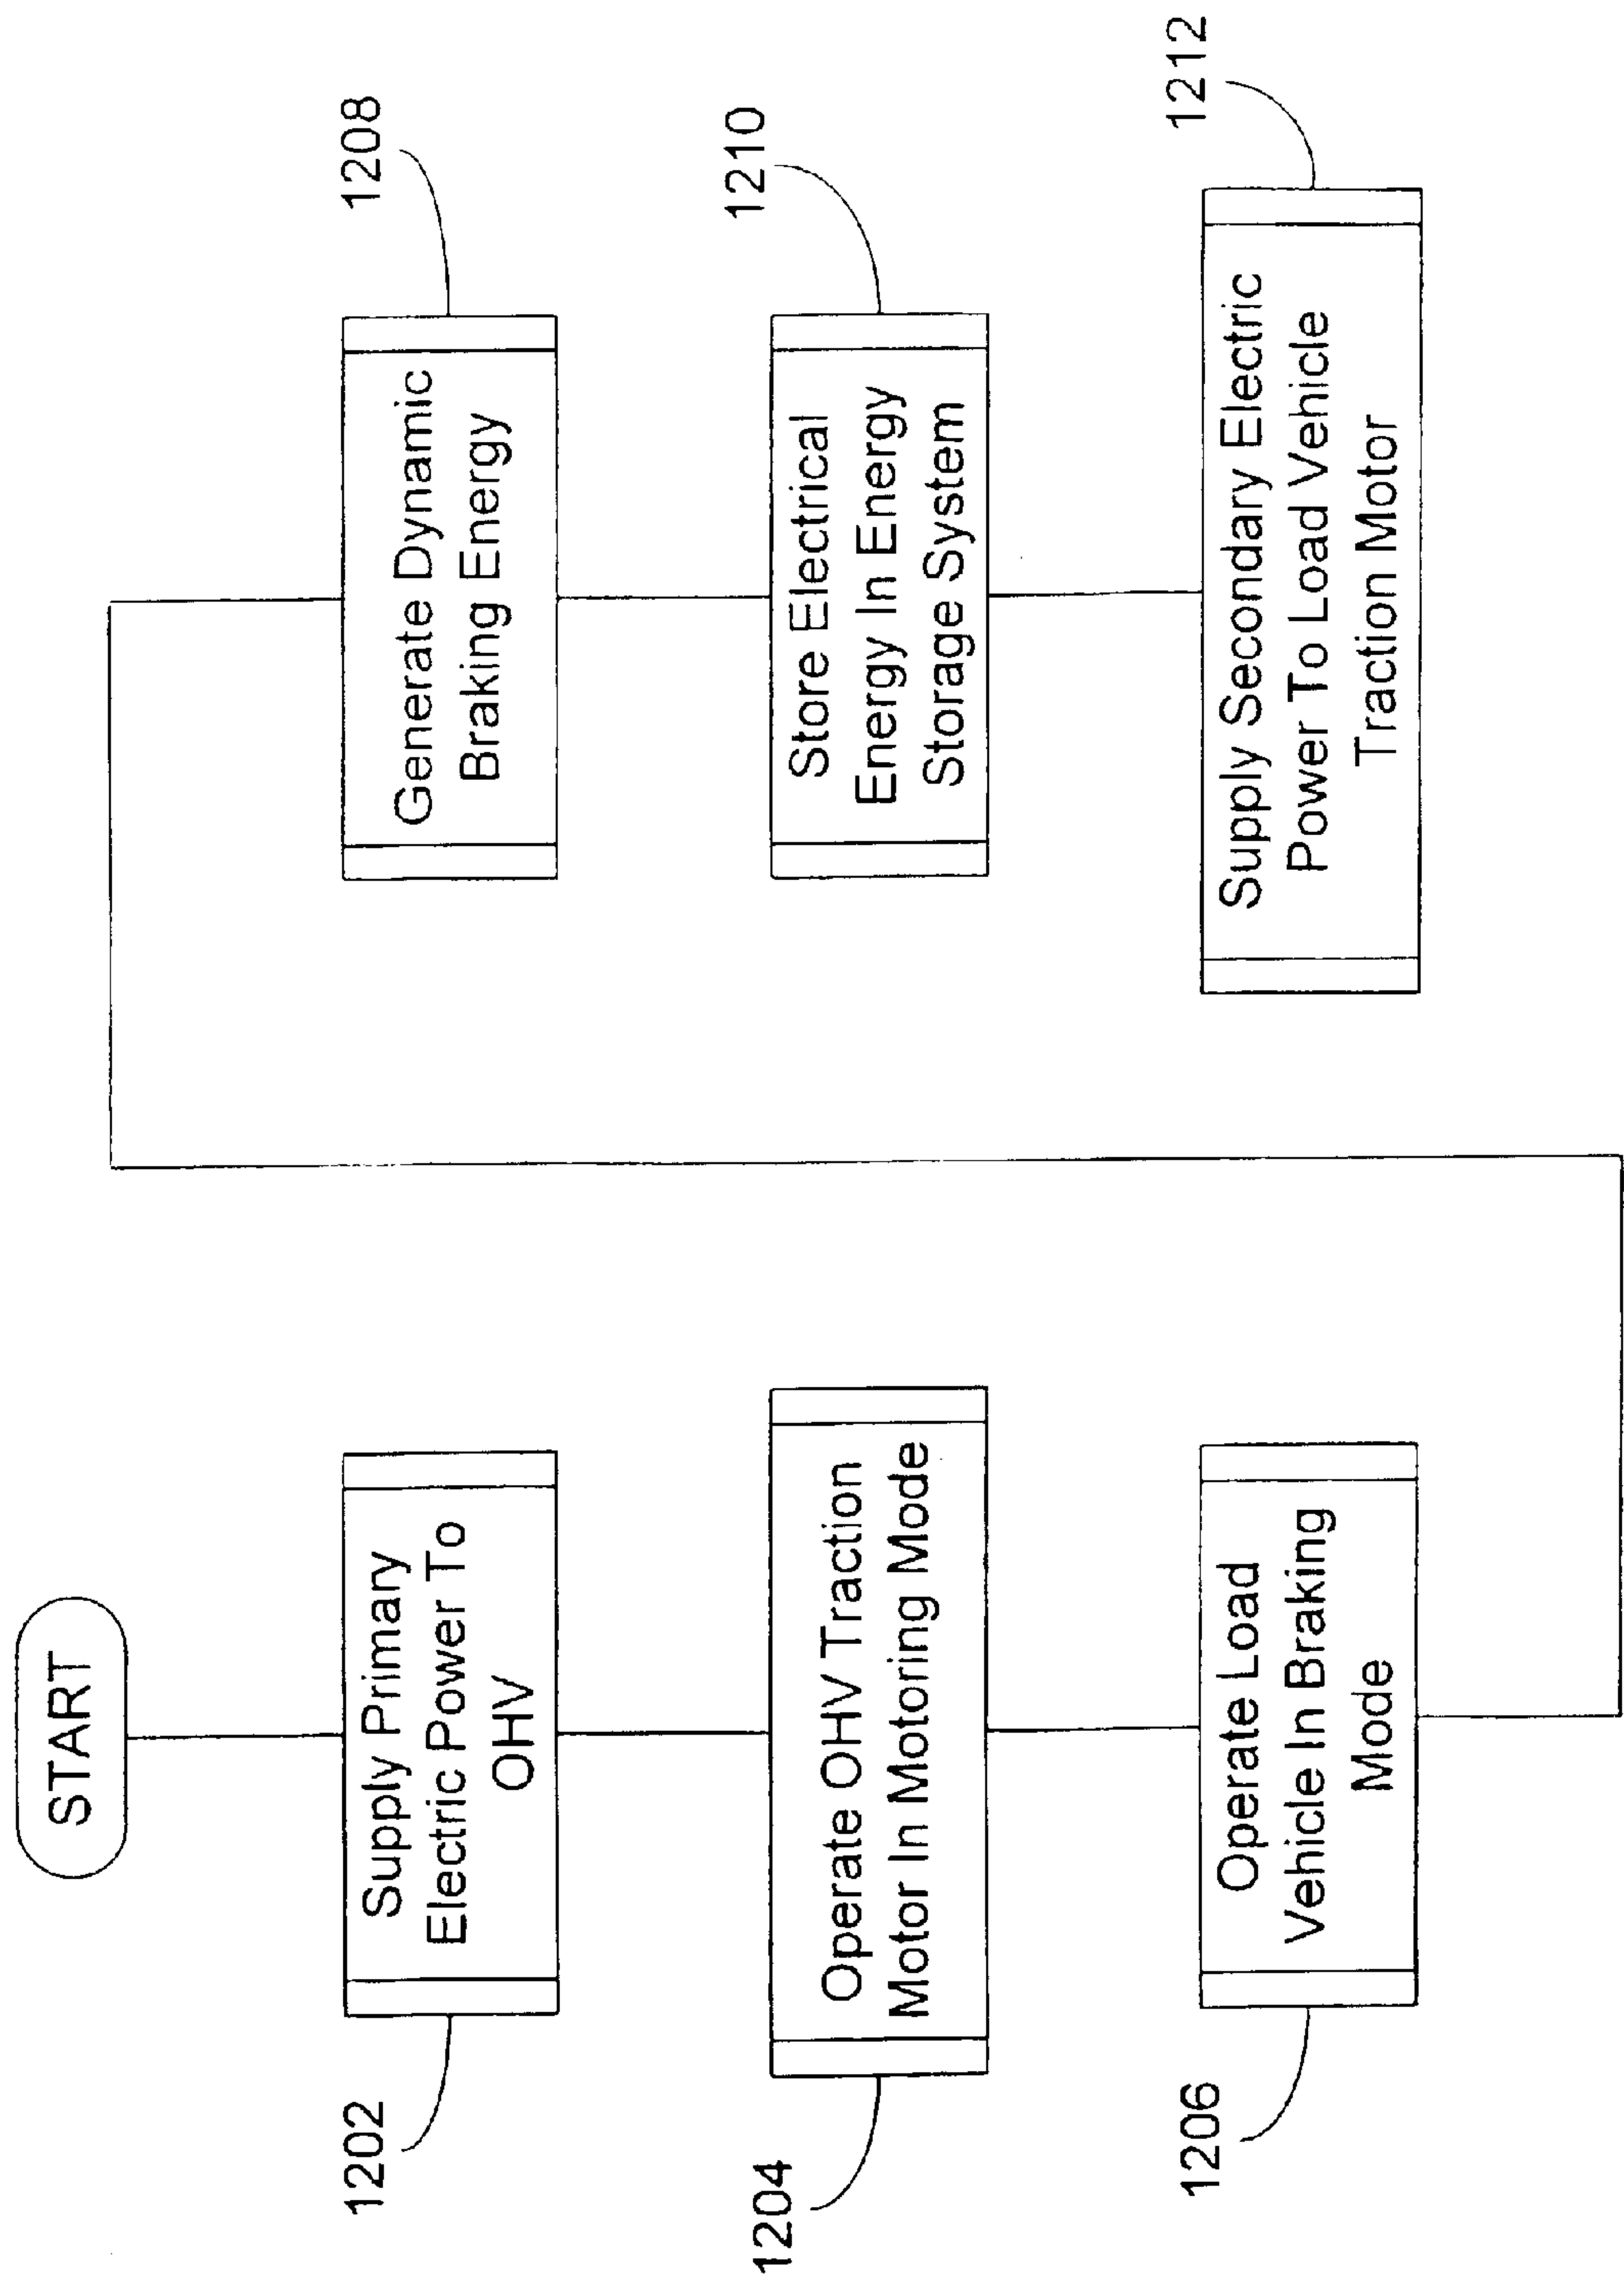 START
1202
Supply Primary
Electric Power To
OHV
1204
Operate OHV Traction
Motor In Motoring Mode
1206
Operate Load
Vehicle In Braking
Mode
1208
Generate Dynamic
Braking Energy
1210
Store Electrical
Energy In Energy
Storage System
1212
Supply Secondary Electric
Power To Load Vehicle
Traction Motor